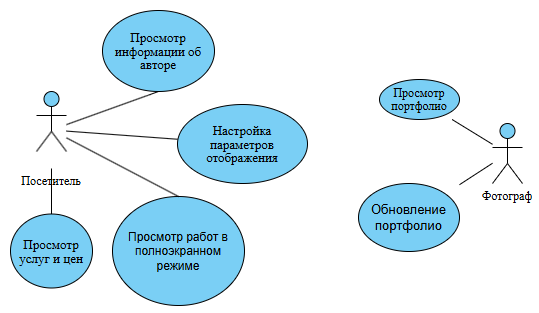 Просмотр
информации об
авторе
Настройка
параметров
отображения
Посетитель
Просмотр
услуг и цен
Просмотр работ в
полноэкранном
режиме
Просмотр
портфолио
Фотограф
Обновление
портфолио